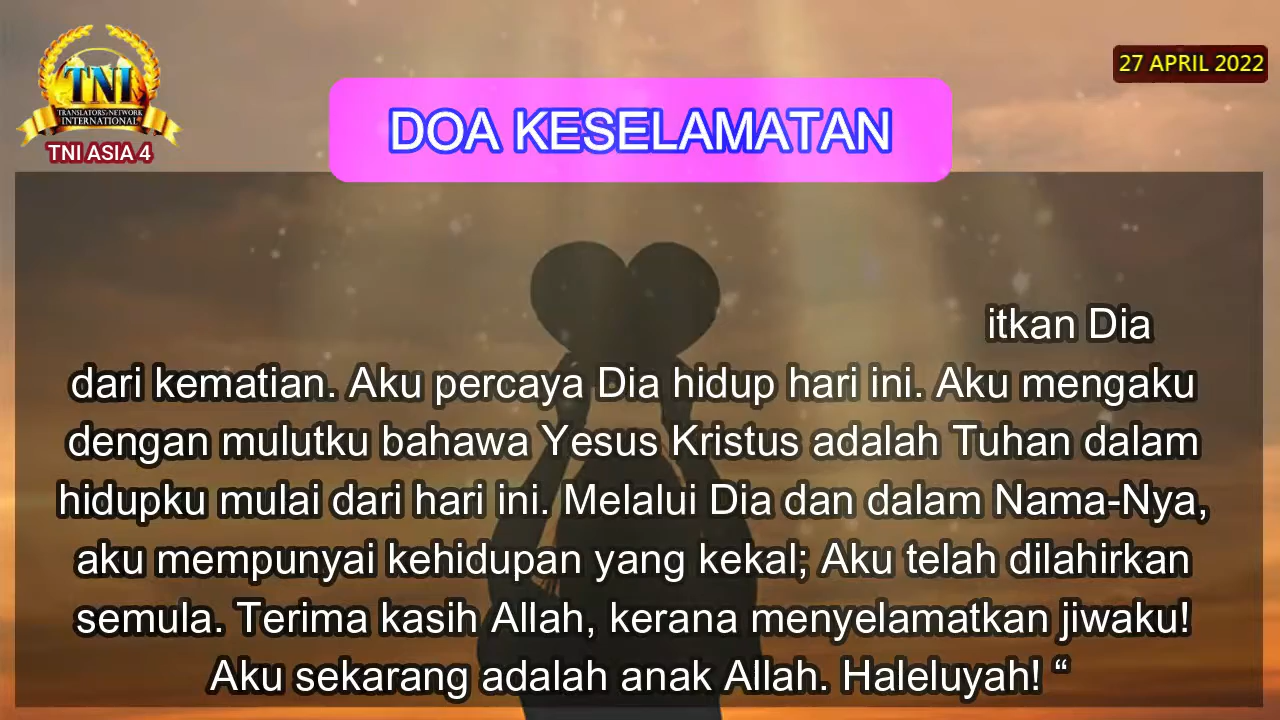 TNI
TRANSLATORS' NETWORK
INTERNATIONAL
TNI ASIA 4
27 APRIL 2022
DOA KESELAMATAN
itkan Dia
dari kematian. Aku percaya Dia hidup hari ini. Aku mengaku
dengan mulutku bahawa Yesus Kristus adalah Tuhan dalam
hidupku mulai dari hari ini. Melalui Dia dan dalam Nama-Nya,
aku mempunyai kehidupan yang kekal; Aku telah dilahirkan
semula. Terima kasih Allah, kerana menyelamatkan jiwaku!
Aku sekarang adalah anak Allah. Haleluyah! “